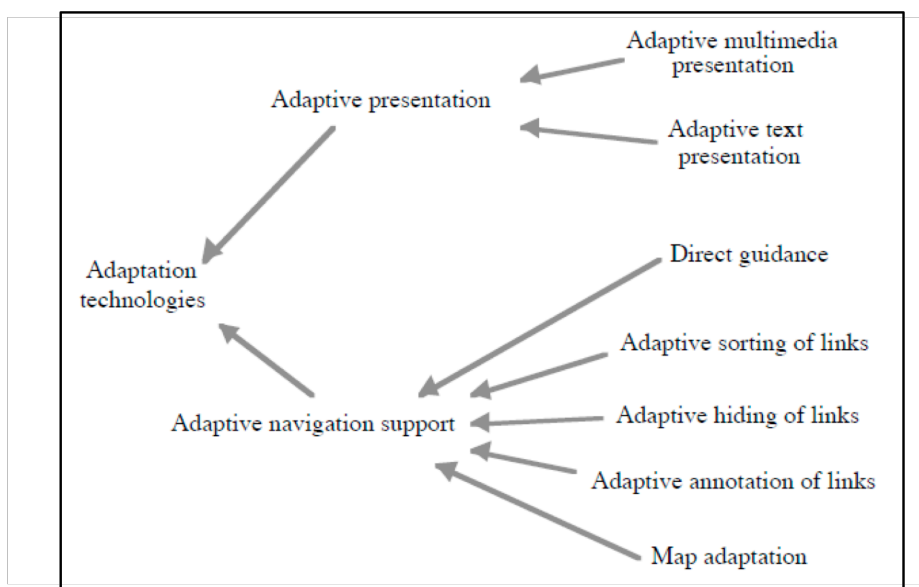 Adaptive multimedia
presentation
Adaptive presentation
Adaptive text
presentation
Direct guidance
Adaptation
technologies
Adaptive sorting of links
Adaptive navigation support
Adaptive hiding of links
Adaptive annotation of links
Map adaptation